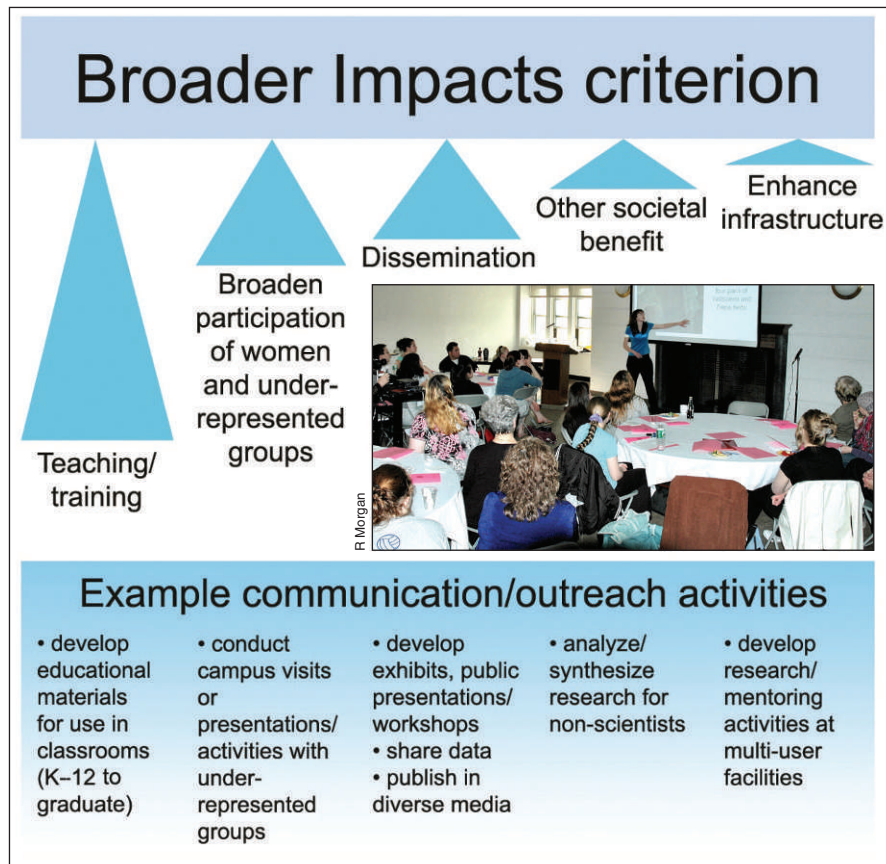 Broader Impacts criterion
Teaching/
training
Broaden
participation
of women
and under-
represented
groups
Dissemination
Other societal
benefit
Enhance
infrastructure
R Morgan
Example communication/outreach activities
• develop
educational
materials
for use in
classrooms
(K–12 to
graduate)
• conduct
campus visits
or
presentations/
activities with
under-
represented
groups
• develop
exhibits, public
presentations/
workshops
• share data
• publish in
diverse media
• analyze/
synthesize
research for
non-scientists
• develop
research/
mentoring
activities at
multi-user
facilities